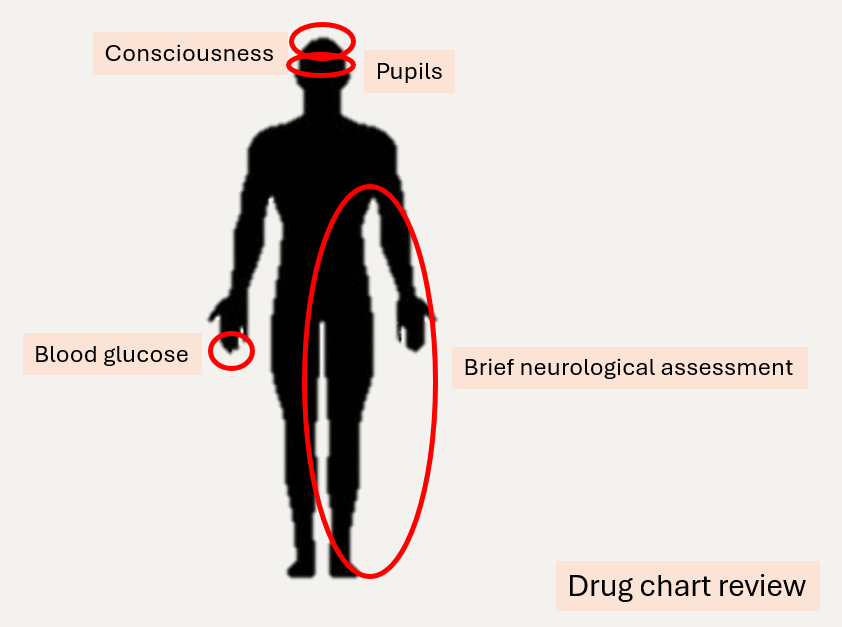 Consciousness
Pupils
Blood glucose
Brief neurological assessment
Drug chart review